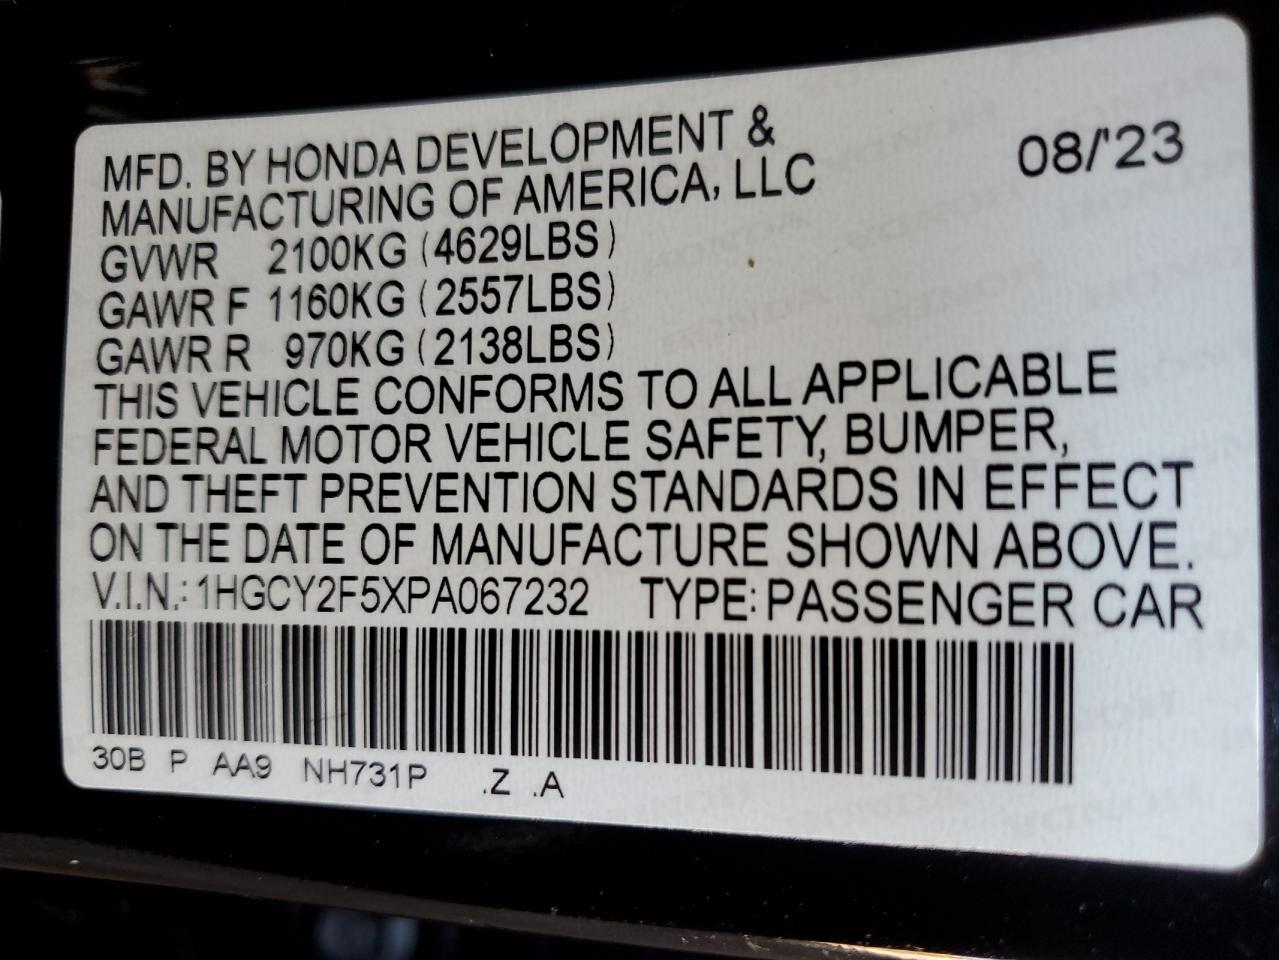 MFD. BY HONDA DEVELOPMENT &
MANUFACTURING OF AMERICA, LLC
08/'23
GVWR 2100KG (4629LBS)
GAWR F 1160KG (2557LBS)
GAWR R 970KG (2138LBS)
THIS VEHICLE CONFORMS TO ALL APPLICABLE
FEDERAL MOTOR VEHICLE SAFETY, BUMPER,
AND THEFT PREVENTION STANDARDS IN EFFECT
ON THE DATE OF MANUFACTURE SHOWN ABOVE.
V.I.N.: 1HGCY2F5XPA067232 TYPE: PASSENGER CAR
30B P AA9 NH731P .Z .A